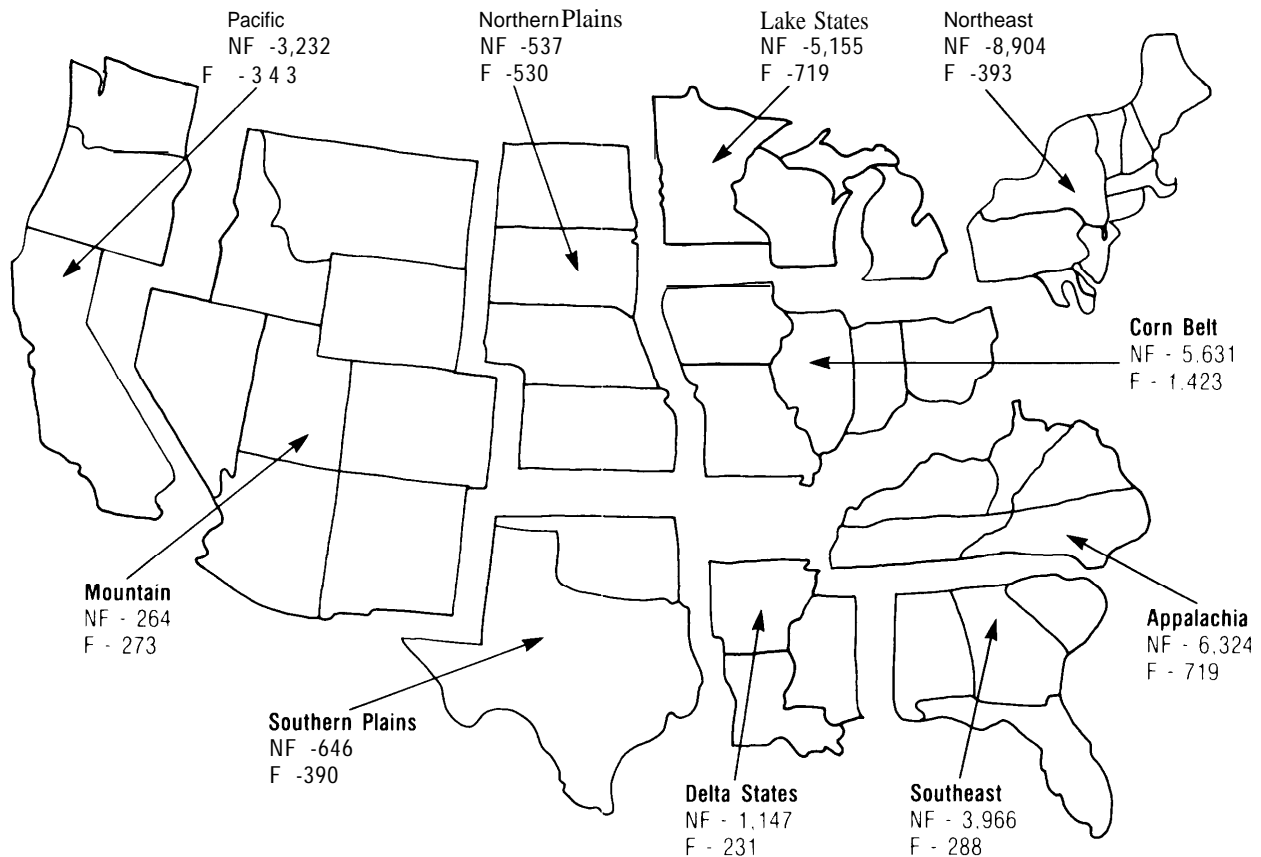 Pacific
NF -3,232
F - 3 4 3
Northern Plains
NF -537
F -530
Lake States
NF -5,155
F -719
Northeast
NF -8,904
F -393
Corn Belt
NF - 5.631
F - 1.423
Mountain
NF - 264
F - 273
Appalachia
NF - 6,324
F - 719
Southern Plains
NF -646
F -390
Delta States
NF - 1,147
F - 231
Southeast
NF - 3,966
F - 288